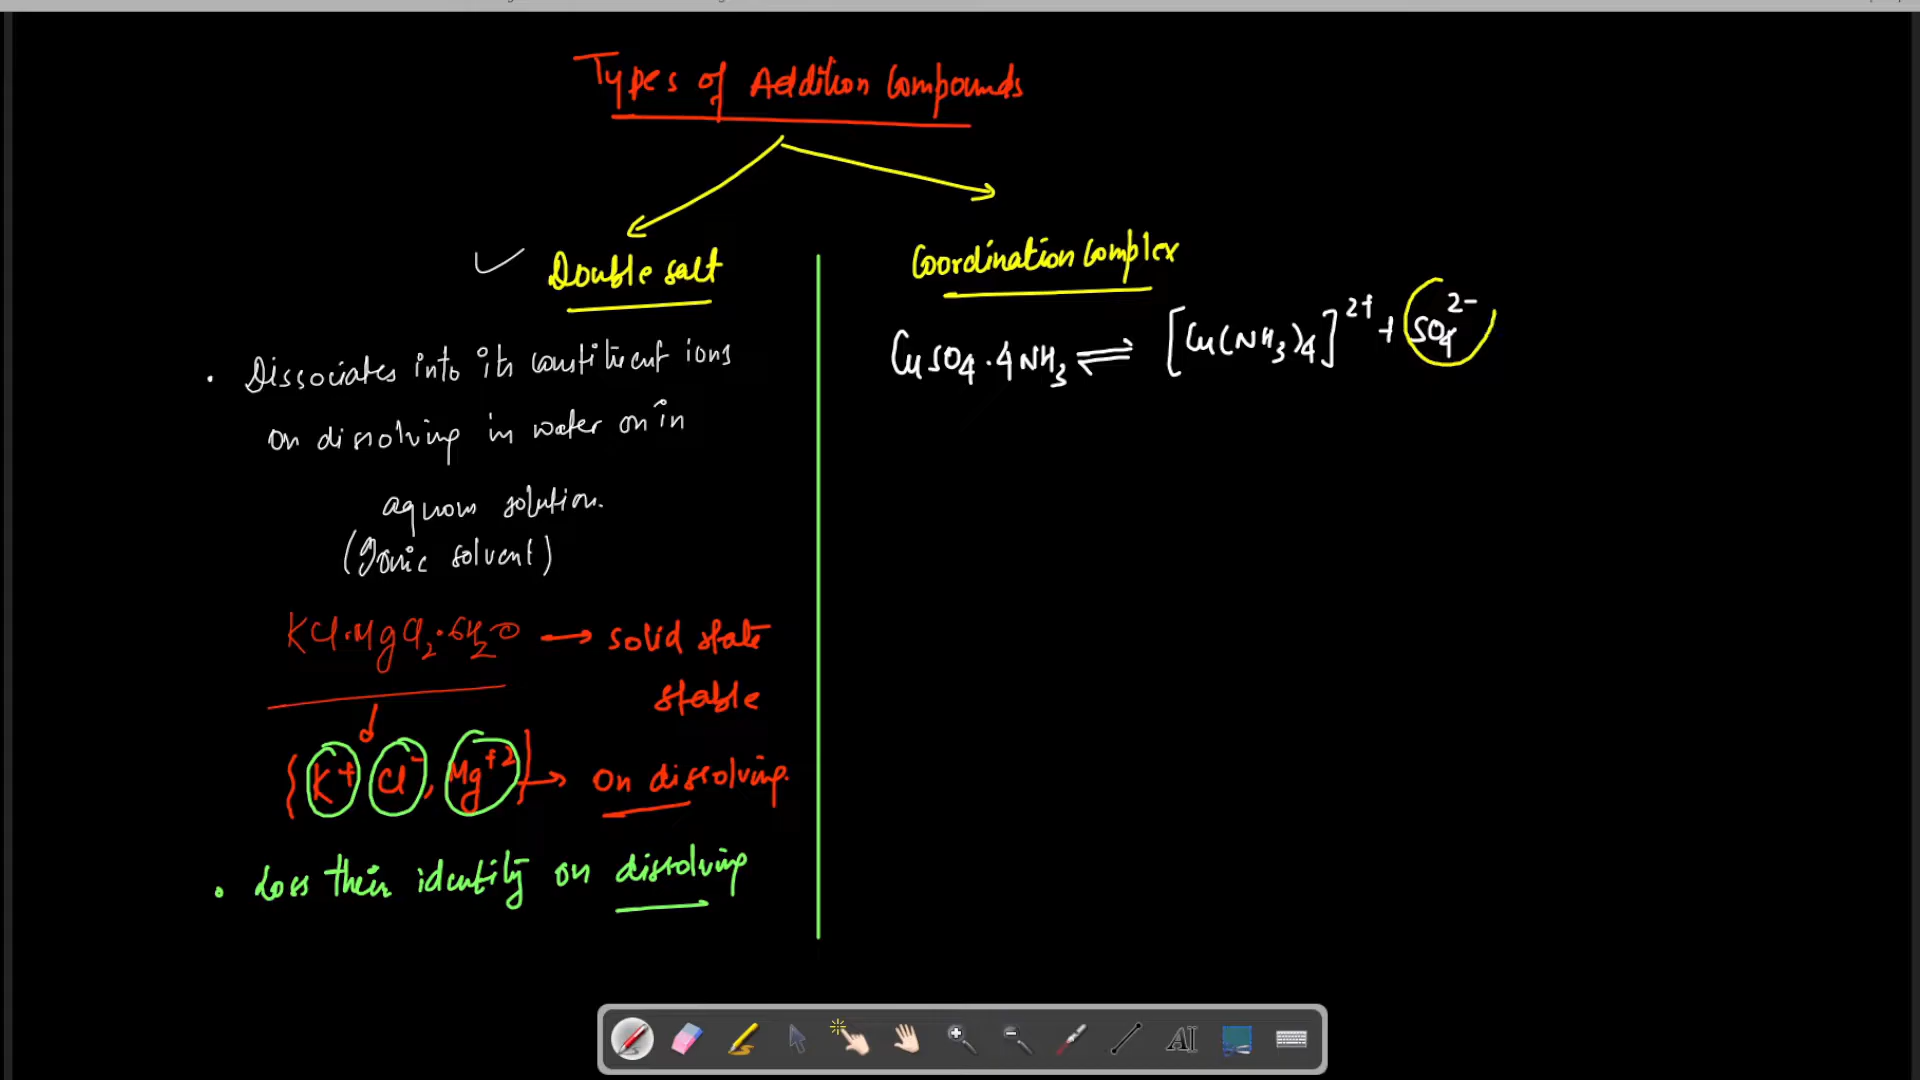 Types of Addition Compounds
Double salt
Dissociates into its constituent ions
on dissolving in water or in
aqueous solution.
(Ionic solvent)
KCl·MgCl2·6H2O → solid state
stable
{K+ Cl-, Mg+2} → On dissolving.
• Loss their identity on dissolving
Coordination Complex
CuSO4·4NH3 ⇌ [Cu(NH3)4]2+ + SO4 2-
AI